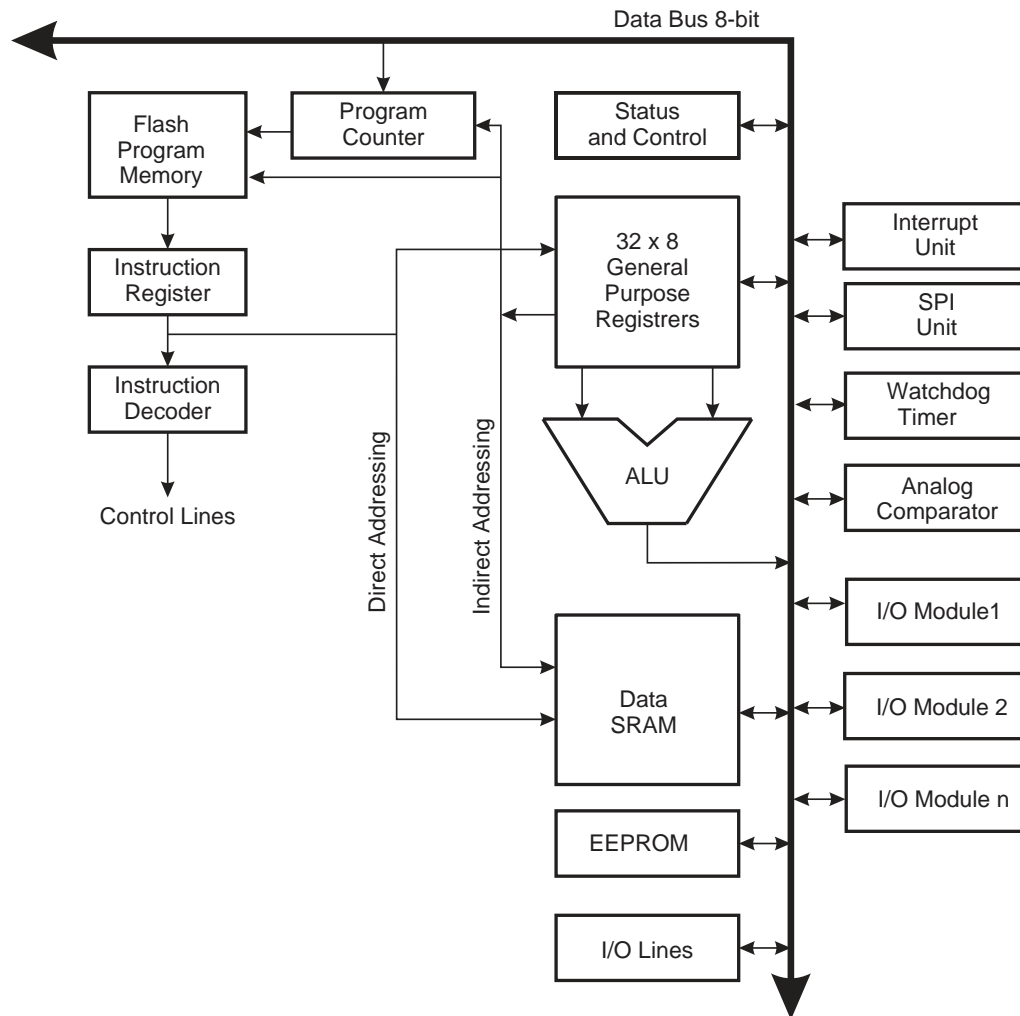 Data Bus 8-bit
Flash
Program
Memory
Program
Counter
Status
and Control
Interrupt
Unit
32 x 8
General
Purpose
Registrers
Instruction
Register
SPI
Unit
Instruction
Decoder
Watchdog
Timer
ALU
Analog
Comparator
Control Lines
Direct Addressing
Indirect Addressing
I/O Module1
Data
SRAM
I/O Module 2
I/O Module n
EEPROM
I/O Lines